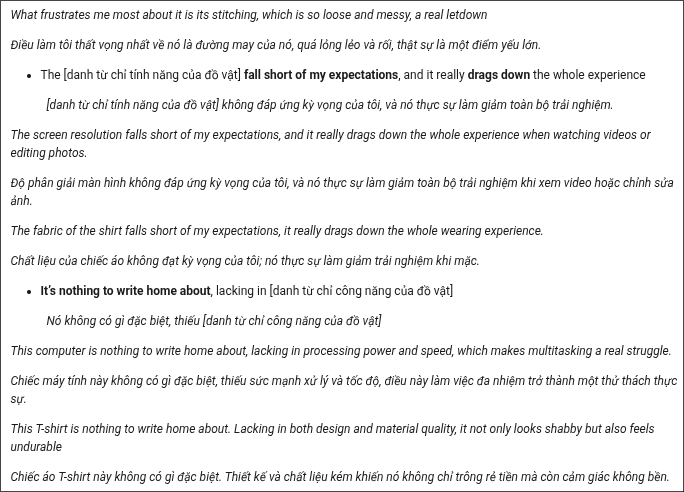 What frustrates me most about it is its stitching, which is so loose and messy, a real letdown
Điều làm tôi thất vọng nhất về nó là đường may của nó, quá lỏng lẻo và rối, thật sự là một điểm yếu lớn.
• The [danh từ chỉ tính năng của đồ vật] fall short of my expectations, and it really drags down the whole experience
[danh từ chỉ tính năng của đồ vật] không đáp ứng kỳ vọng của tôi, và nó thực sự làm giảm toàn bộ trải nghiệm.
The screen resolution falls short of my expectations, and it really drags down the whole experience when watching videos or
editing photos.
Độ phân giải màn hình không đáp ứng kỳ vọng của tôi, và nó thực sự làm giảm toàn bộ trải nghiệm khi xem video hoặc chỉnh sửa
ảnh.
The fabric of the shirt falls short of my expectations, it really drags down the whole wearing experience.
Chất liệu của chiếc áo không đạt kỳ vọng của tôi; nó thực sự làm giảm trải nghiệm khi mặc.
• It's nothing to write home about, lacking in [danh từ chỉ công năng của đồ vật]
Nó không có gì đặc biệt, thiếu [danh từ chỉ công năng của đồ vật]
This computer is nothing to write home about, lacking in processing power and speed, which makes multitasking a real struggle.
Chiếc máy tính này không có gì đặc biệt, thiếu sức mạnh xử lý và tốc độ, điều này làm việc đa nhiệm trở thành một thử thách thực
sự.
This T-shirt is nothing to write home about. Lacking in both design and material quality, it not only looks shabby but also feels
undurable
Chiếc áo T-shirt này không có gì đặc biệt. Thiết kế và chất liệu kém khiến nó không chỉ trông rẻ tiền mà còn cảm giác không bền.